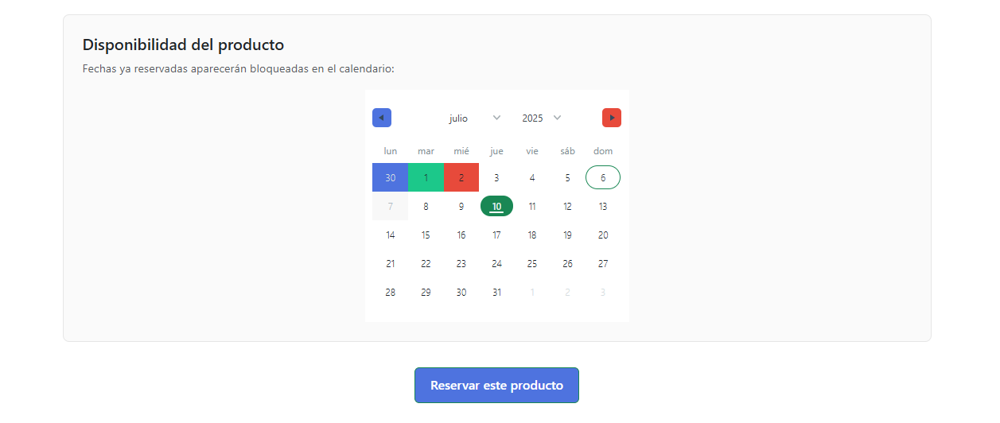 Disponibilidad del producto
Fechas ya reservadas aparecerán bloqueadas en el calendario:
julio 2025
lun mar mié jue vie sáb dom
30 1 2 3 4 5 6
7 8 9 10 11 12 13
14 15 16 17 18 19 20
21 22 23 24 25 26 27
28 29 30 31 1 2 3
Reservar este producto